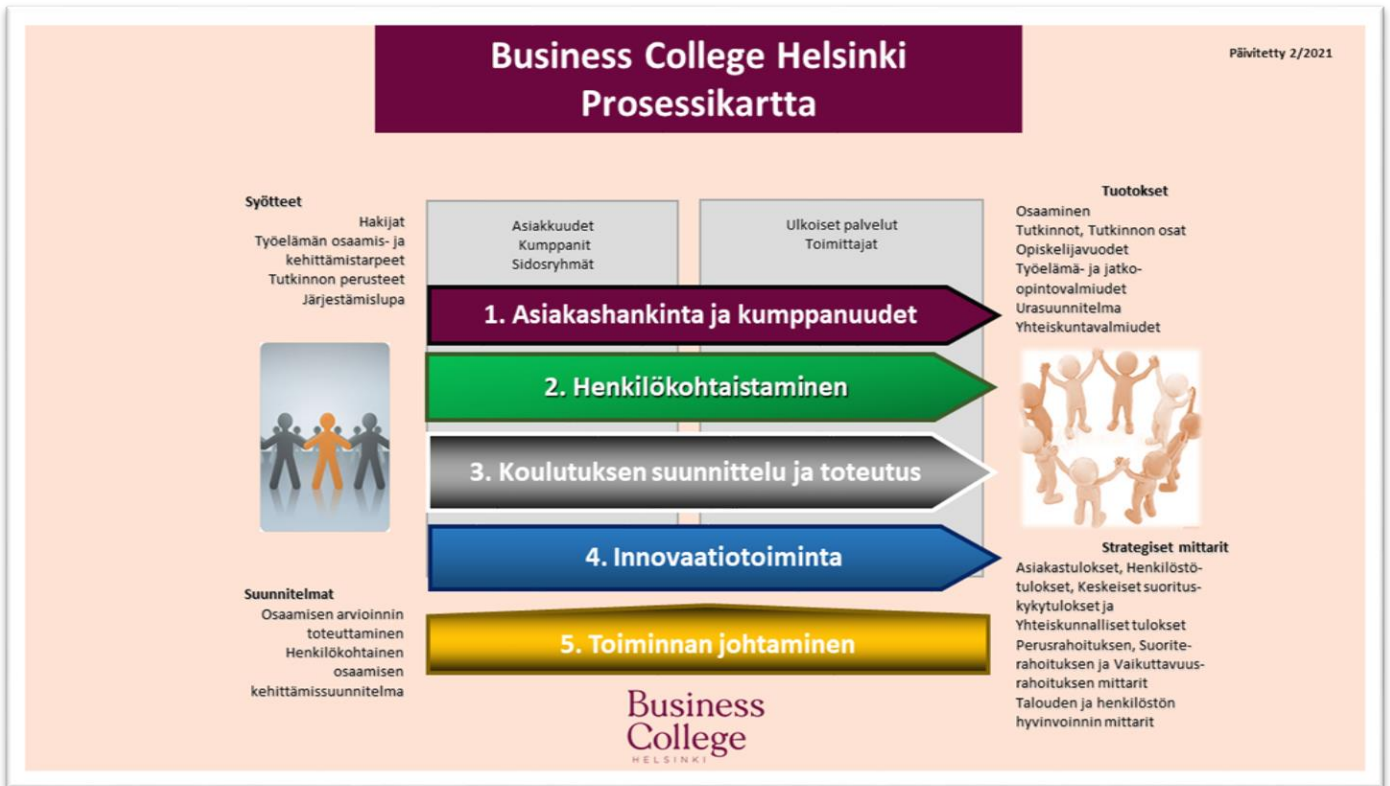 Business College Helsinki
Prosessikartta
Päivitetty 2/2021
Syötteet
Hakijat
Työelämän osaamis- ja
kehittämistarpeet
Tutkinnon perusteet
Järjestämislupa
Asiakkuudet
Kumppanit
Sidosryhmät
Ulkoiset palvelut
Toimittajat
Tuotokset
Osaaminen
Tutkinnot, Tutkinnon osat
Opiskelijavuodet
Työelämä- ja jatko-
opintovalmiudet
Urasuunnitelma
Yhteiskuntavalmiudet
1. Asiakashankinta ja kumppanuudet
2. Henkilökohtaistaminen
3. Koulutuksen suunnittelu ja toteutus
4. Innovaatiotoiminta
5. Toiminnan johtaminen
Suunnitelmat
Osaamisen arvioinnin
toteuttaminen
Henkilökohtainen
osaamisen
kehittämissuunnitelma
Strategiset mittarit
Asiakastulokset, Henkilöstö-
tulokset, Keskeiset suoritus-
kykytulokset ja
Yhteiskunnalliset tulokset
Perusrahoituksen, Suorite-
rahoituksen ja Vaikuttavuus-
rahoituksen mittarit
Talouden ja henkilöstön
hyvinvoinnin mittarit
Business
College
HELSINKI